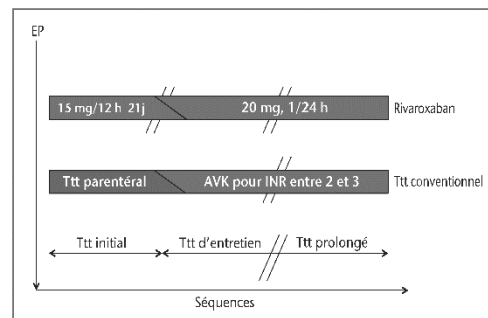 EP
15 mg/12 h 21j
20 mg, 1/24 h
Rivaroxaban
Ttt parentéral
AVK pour INR entre 2 et 3
Ttt conventionnel
Ttt initial
Ttt d'entretien
Ttt prolongé
Séquences